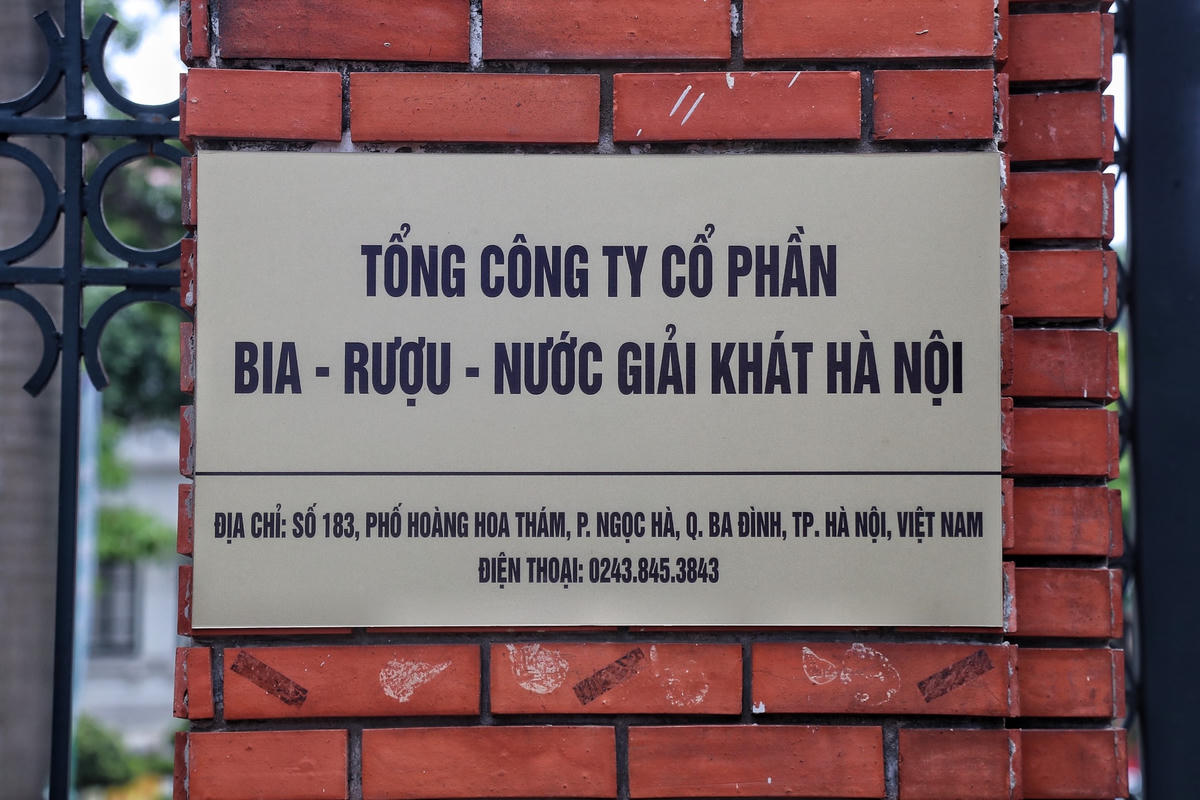 TỔNG CÔNG TY CỔ PHẦN
BIA - RƯỢU - NƯỚC GIẢI KHÁT HÀ NỘI
ĐỊA CHỈ: SỐ 183, PHỐ HOÀNG HOA THÁM, P. NGỌC HÀ, Q. BA ĐÌNH, TP. HÀ NỘI, VIỆT NAM
ĐIỆN THOẠI: 0243.845.3843